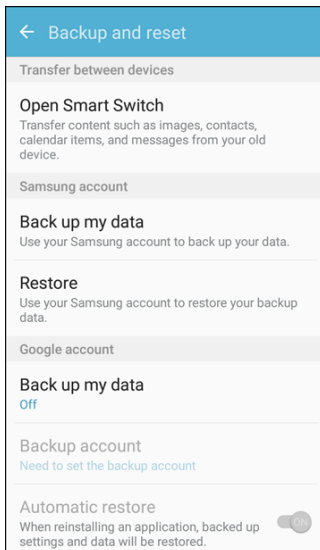 Backup and reset
Transfer between devices
Open Smart Switch
Transfer content such as images, contacts,
calendar items, and messages from your old
device.
Samsung account
Back up my data
Use your Samsung account to back up your data.
Restore
Use your Samsung account to restore your backup
data.
Google account
Back up my data
Off
Backup account
Need to set the backup account
Automatic restore
When reinstalling an application, backed up
settings and data will be restored.
ON